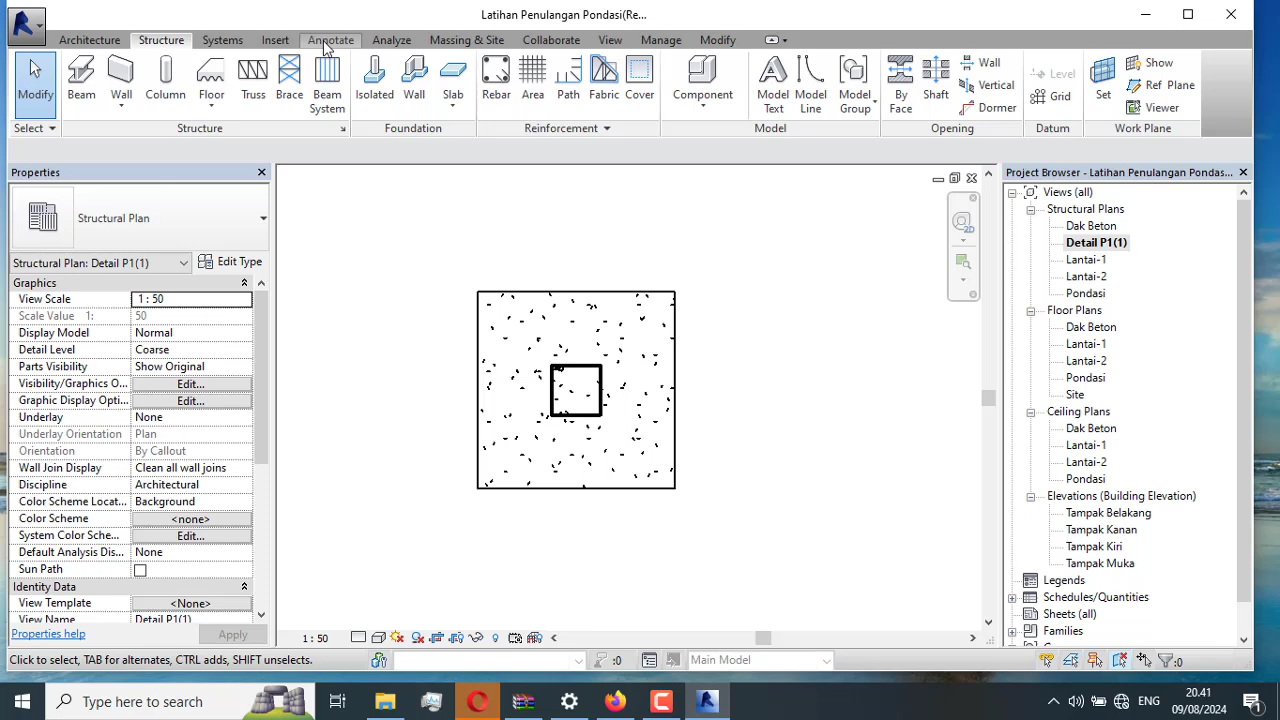 Latihan Penulangan Pondasi(Re...
Architecture Structure Systems Insert Annotate Analyze Massing & Site Collaborate View Manage Modify
Modify Beam Wall Column Floor Truss Brace Beam System Isolated Wall Slab Rebar Area Path Fabric Cover Component Model Text Model Line Model Group By Face Shaft Wall Vertical Dormer Level Grid Set Show Ref Plane Viewer
Select Structure Foundation Reinforcement Model Opening Datum Work Plane
Properties
Structural Plan
Structural Plan: Detail P1(1) Edit Type
Graphics
View Scale 1 : 50
Scale Value 1: 50
Display Model Normal
Detail Level Coarse
Parts Visibility Show Original
Visibility/Graphics O... Edit...
Graphic Display Opti... Edit...
Underlay None
Underlay Orientation Plan
Orientation By Callout
Wall Join Display Clean all wall joins
Discipline Architectural
Color Scheme Locat... Background
Color Scheme <none>
System Color Sche... Edit...
Default Analysis Dis... None
Sun Path
Identity Data
View Template <None>
View Name Detail P1(1)
Properties help Apply
1 : 50
Project Browser - Latihan Penulangan Pondas...
Views (all)
Structural Plans
Dak Beton
Detail P1(1)
Lantai-1
Lantai-2
Pondasi
Floor Plans
Dak Beton
Lantai-1
Lantai-2
Pondasi
Site
Ceiling Plans
Dak Beton
Lantai-1
Lantai-2
Pondasi
Elevations (Building Elevation)
Tampak Belakang
Tampak Kanan
Tampak Kiri
Tampak Muka
Legends
Schedules/Quantities
Sheets (all)
Families
Click to select, TAB for alternates, CTRL adds, SHIFT unselects. :0 Main Model :0
Type here to search ENG 20.41
09/08/2024